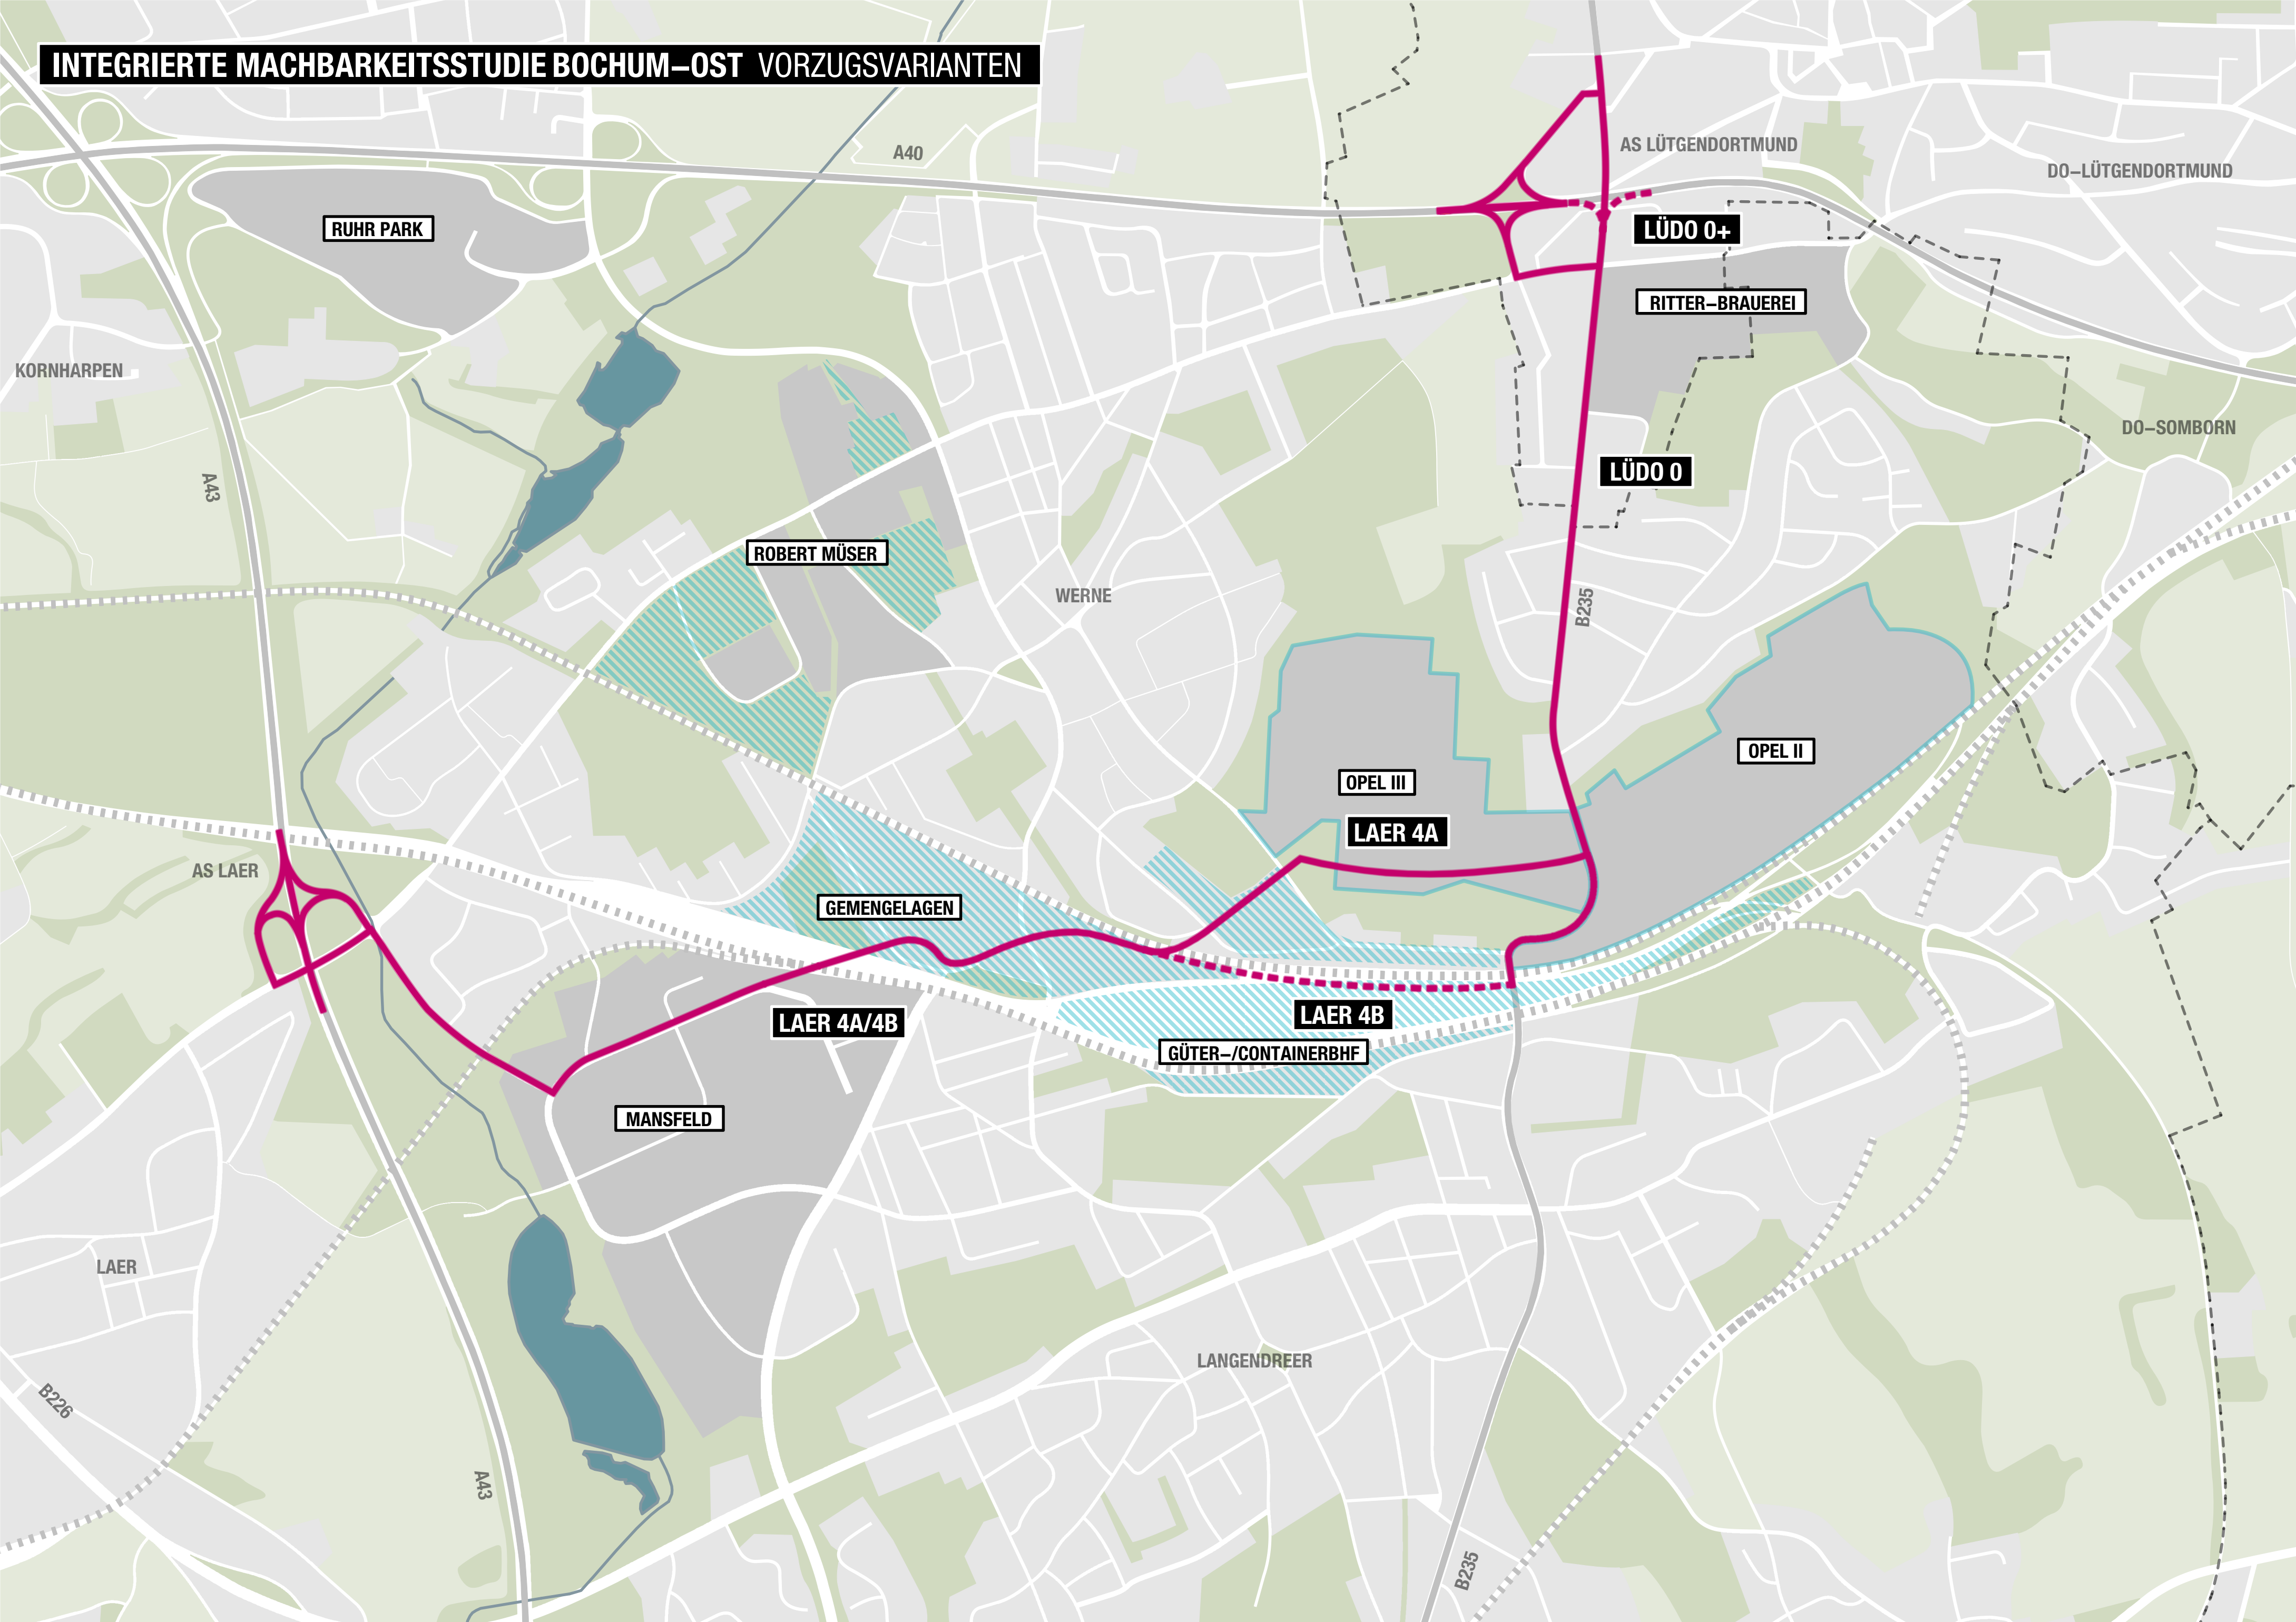 INTEGRIERTE MACHBARKEITSSTUDIE BOCHUM–OST VORZUGSVARIANTEN
A40
AS LÜTGENDORTMUND
DO–LÜTGENDORTMUND
RUHR PARK
LÜDO 0+
RITTER–BRAUEREI
KORNHARPEN
DO–SOMBORN
A43
LÜDO 0
ROBERT MÜSER
WERNE
B235
OPEL II
OPEL III
LAER 4A
AS LAER
GEMENGELAGEN
LAER 4A/4B
LAER 4B
GÜTER–/CONTAINERBHF
MANSFELD
LAER
LANGENDREER
B226
A43
B235